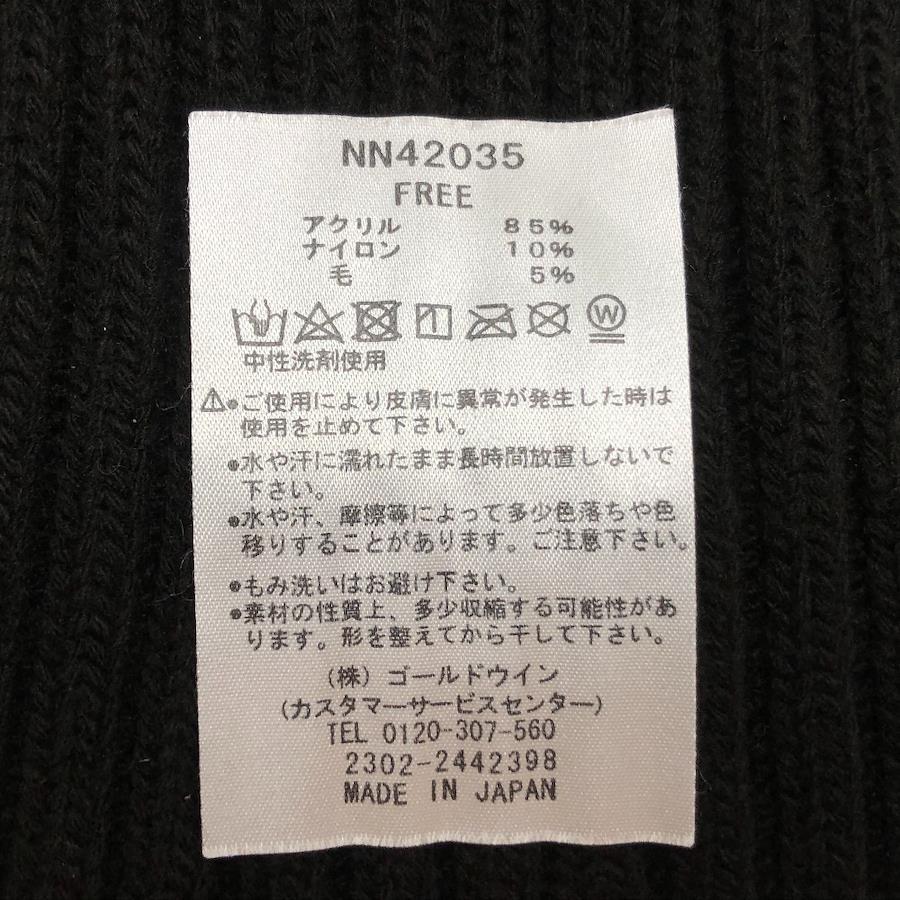 NN42035
FREE
アクリル 85%
ナイロン 10%
毛 5%
W
中性洗剤使用
⚠●ご使用により皮膚に異常が発生した時は
使用を止めて下さい。
●水や汗に濡れたまま長時間放置しないで
下さい。
●水や汗、摩擦等によって多少色落ちや色
移りすることがあります。ご注意下さい。
●もみ洗いはお避け下さい。
●素材の性質上、多少収縮する可能性があ
ります。形を整えてから干して下さい。
(株)ゴールドウイン
(カスタマーサービスセンター)
TEL 0120-307-560
2302-2442398
MADE IN JAPAN